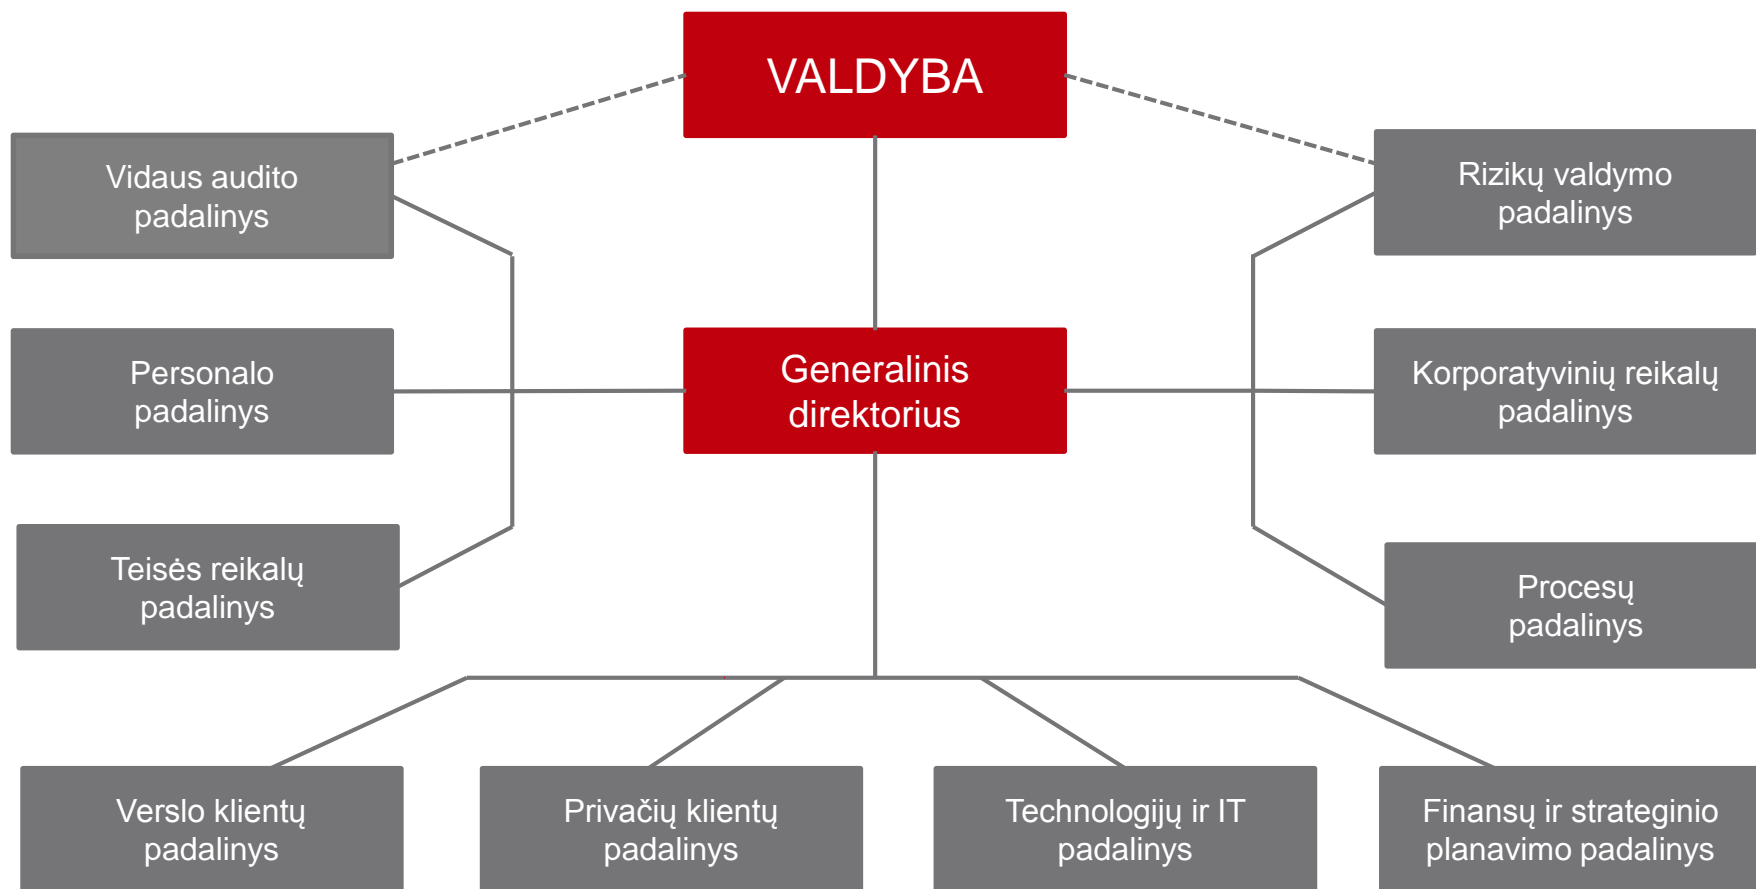 VALDYBA
Vidaus audito
padalinys
Rizikų valdymo
padalinys
Personalo
padalinys
Generalinis
direktorius
Korporatyvinių reikalų
padalinys
Teisės reikalų
padalinys
Procesų
padalinys
Verslo klientų
padalinys
Privačių klientų
padalinys
Technologijų ir IT
padalinys
Finansų ir strateginio
planavimo padalinys